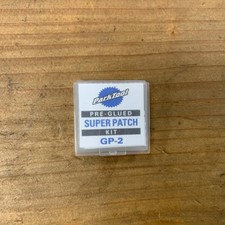 ParkTool
PRE-GLUED
SUPER PATCH
KIT
GP-2